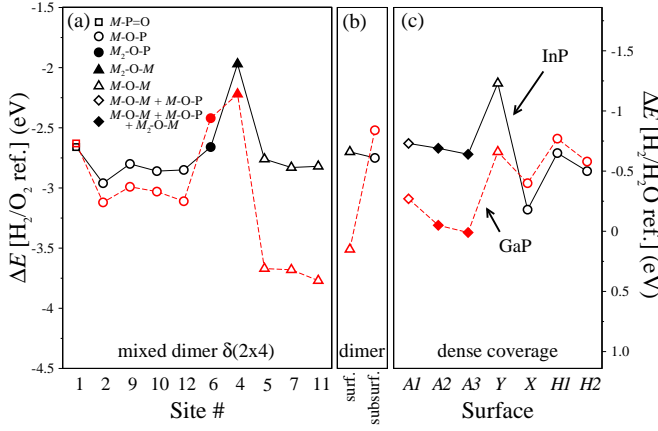 (a)
M-P=O
M-O-P
M₂-O-P
M₂-O-M
M-O-M
M-O-M + M-O-P
M-O-M + M-O-P
+ M₂-O-M
(b)
(c)
InP
GaP
ΔE [H₂/O₂ ref.] (eV)
-1.5
-2
-2.5
-3
-3.5
-4
-4.5
ΔE [H₂/H₂O ref.] (eV)
-1.5
-1
-0.5
0
0.5
1
mixed dimer δ(2x4)
dimer
dense coverage
1 2 9 10 12 6 4 5 7 11
surf. subsurf.
A1 A2 A3 Y X H1 H2
Site #
Surface